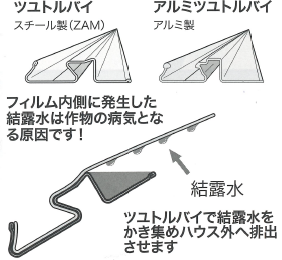 ツユトルバイ
スチール製(ZAM)
アルミツユトルバイ
アルミ製
フィルム内側に発生した
結露水は作物の病気とな
る原因です!
結露水
ツユトルバイで結露水を
かき集めハウス外へ排出
させます